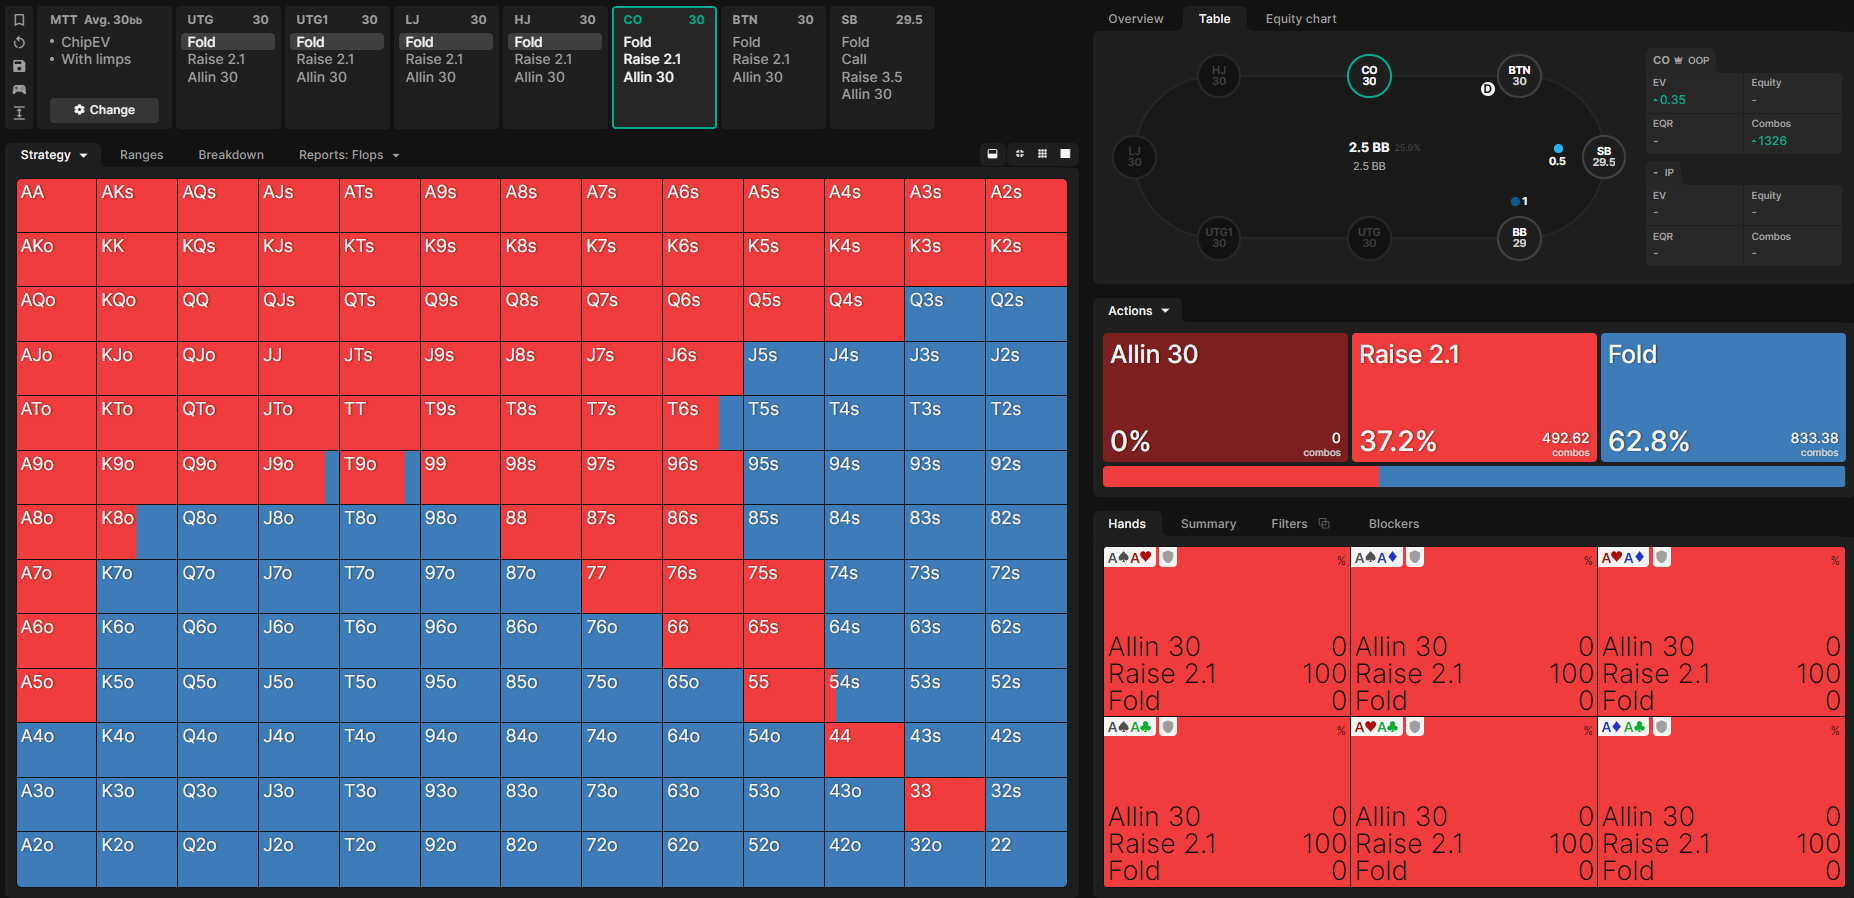 MTT Avg. 30bb
• ChipEV
• With limps
Change
UTG 30
Fold
Raise 2.1
Allin 30
UTG1 30
Fold
Raise 2.1
Allin 30
LJ 30
Fold
Raise 2.1
Allin 30
HJ 30
Fold
Raise 2.1
Allin 30
CO 30
Fold
Raise 2.1
Allin 30
BTN 30
Fold
Raise 2.1
Allin 30
SB 29.5
Fold
Call
Raise 3.5
Allin 30
Strategy Ranges Breakdown Reports: Flops
AA AKs AQs AJs ATs A9s A8s A7s A6s A5s A4s A3s A2s
AKo KK KQs KJs KTs K9s K8s K7s K6s K5s K4s K3s K2s
AQo KQo QQ QJs QTs Q9s Q8s Q7s Q6s Q5s Q4s Q3s Q2s
AJo KJo QJo JJ JTs J9s J8s J7s J6s J5s J4s J3s J2s
ATo KTo QTo JTo TT T9s T8s T7s T6s T5s T4s T3s T2s
A9o K9o Q9o J9o T9o 99 98s 97s 96s 95s 94s 93s 92s
A8o K8o Q8o J8o T8o 98o 88 87s 86s 85s 84s 83s 82s
A7o K7o Q7o J7o T7o 97o 87o 77 76s 75s 74s 73s 72s
A6o K6o Q6o J6o T6o 96o 86o 76o 66 65s 64s 63s 62s
A5o K5o Q5o J5o T5o 95o 85o 75o 65o 55 54s 53s 52s
A4o K4o Q4o J4o T4o 94o 84o 74o 64o 54o 44 43s 42s
A3o K3o Q3o J3o T3o 93o 83o 73o 63o 53o 43o 33 32s
A2o K2o Q2o J2o T2o 92o 82o 72o 62o 52o 42o 32o 22
Overview Table Equity chart
HJ
30
CO
30
BTN
30
D
LJ
30
2.5 BB 25.9%
2.5 BB
0.5
SB
29.5
1
UTG1
30
UTG
30
BB
29
CO OOP
EV Equity
0.35 -
EQR Combos
- 1326
- IP
EV Equity
- -
EQR Combos
- -
Actions
Allin 30
0% 0
combos
Raise 2.1
37.2% 492.62
combos
Fold
62.8% 833.38
combos
Hands Summary Filters Blockers
A♠A♥ %
Allin 30 0
Raise 2.1 100
Fold 0
A♠A♦ %
Allin 30 0
Raise 2.1 100
Fold 0
A♥A♦ %
Allin 30 0
Raise 2.1 100
Fold 0
A♠A♣ %
Allin 30 0
Raise 2.1 100
Fold 0
A♥A♣ %
Allin 30 0
Raise 2.1 100
Fold 0
A♦A♣ %
Allin 30 0
Raise 2.1 100
Fold 0